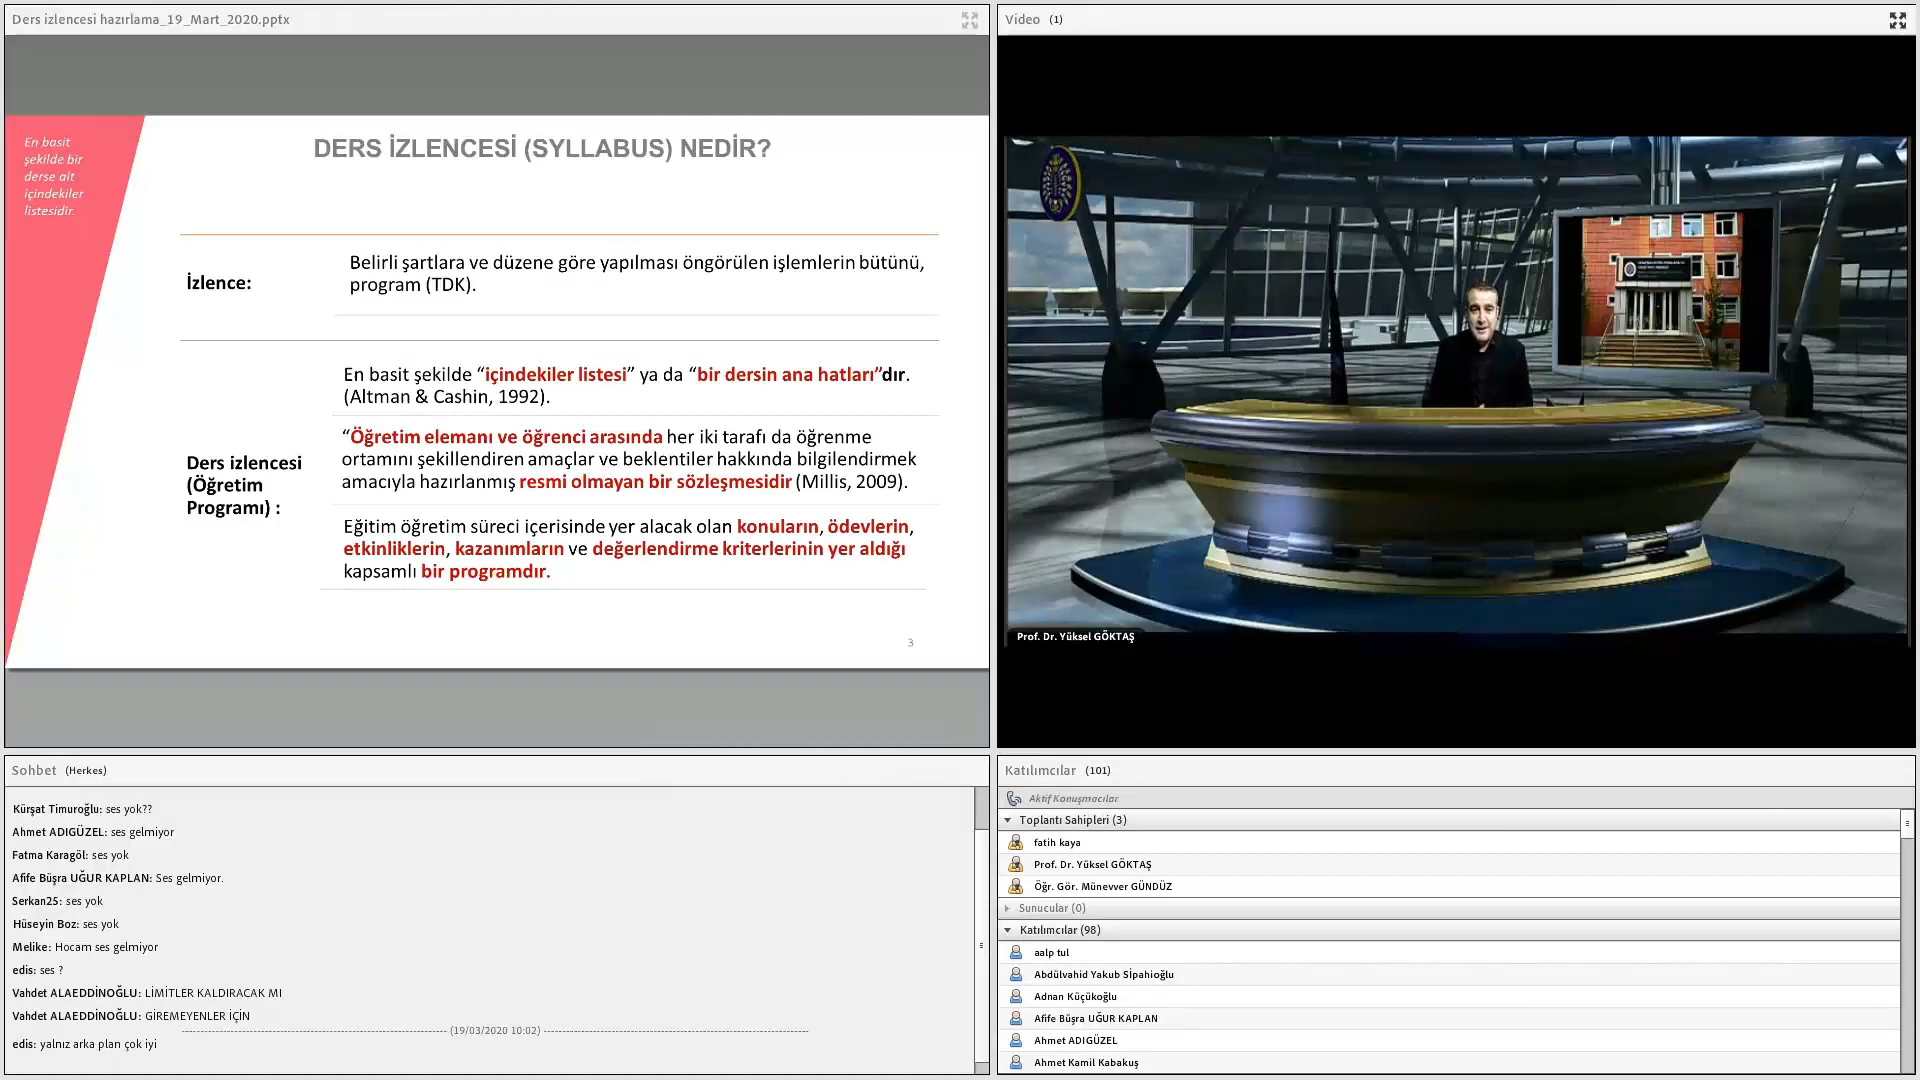 Ders izlencesi hazırlama_19_Mart_2020.pptx
En basit
şekilde bir
derse ait
içindekiler
listesidir.
DERS İZLENCESİ (SYLLABUS) NEDİR?
İzlence:
Belirli şartlara ve düzene göre yapılması öngörülen işlemlerin bütünü,
program (TDK).
Ders izlencesi
(Öğretim
Programı) :
En basit şekilde “içindekiler listesi” ya da “bir dersin ana hatları”dır.
(Altman & Cashin, 1992).
“Öğretim elemanı ve öğrenci arasında her iki tarafı da öğrenme
ortamını şekillendiren amaçlar ve beklentiler hakkında bilgilendirmek
amacıyla hazırlanmış resmi olmayan bir sözleşmesidir (Millis, 2009).
Eğitim öğretim süreci içerisinde yer alacak olan konuların, ödevlerin,
etkinliklerin, kazanımların ve değerlendirme kriterlerinin yer aldığı
kapsamlı bir programdır.
3
Video (1)
Prof. Dr. Yüksel GÖKTAŞ
Sohbet (Herkes)
Kürşat Timuroğlu: ses yok??
Ahmet ADIGÜZEL: ses gelmiyor
Fatma Karagöl: ses yok
Afife Büşra UĞUR KAPLAN: Ses gelmiyor.
Serkan25: ses yok
Hüseyin Boz: ses yok
Melike: Hocam ses gelmiyor
edis: ses ?
Vahdet ALAEDDİNOĞLU: LİMİTLER KALDIRACAK MI
Vahdet ALAEDDİNOĞLU: GİREMEYENLER İÇİN
(19/03/2020 10:02)
edis: yalnız arka plan çok iyi
Katılımcılar (101)
Aktif Konuşmacılar
Toplantı Sahipleri (3)
fatih kaya
Prof. Dr. Yüksel GÖKTAŞ
Öğr. Gör. Münevver GÜNDÜZ
Sunucular (0)
Katılımcılar (98)
aalp tul
Abdülvahid Yakub Sİpahioğlu
Adnan Küçükoğlu
Afife Büşra UĞUR KAPLAN
Ahmet ADIGÜZEL
Ahmet Kamil Kabakuş